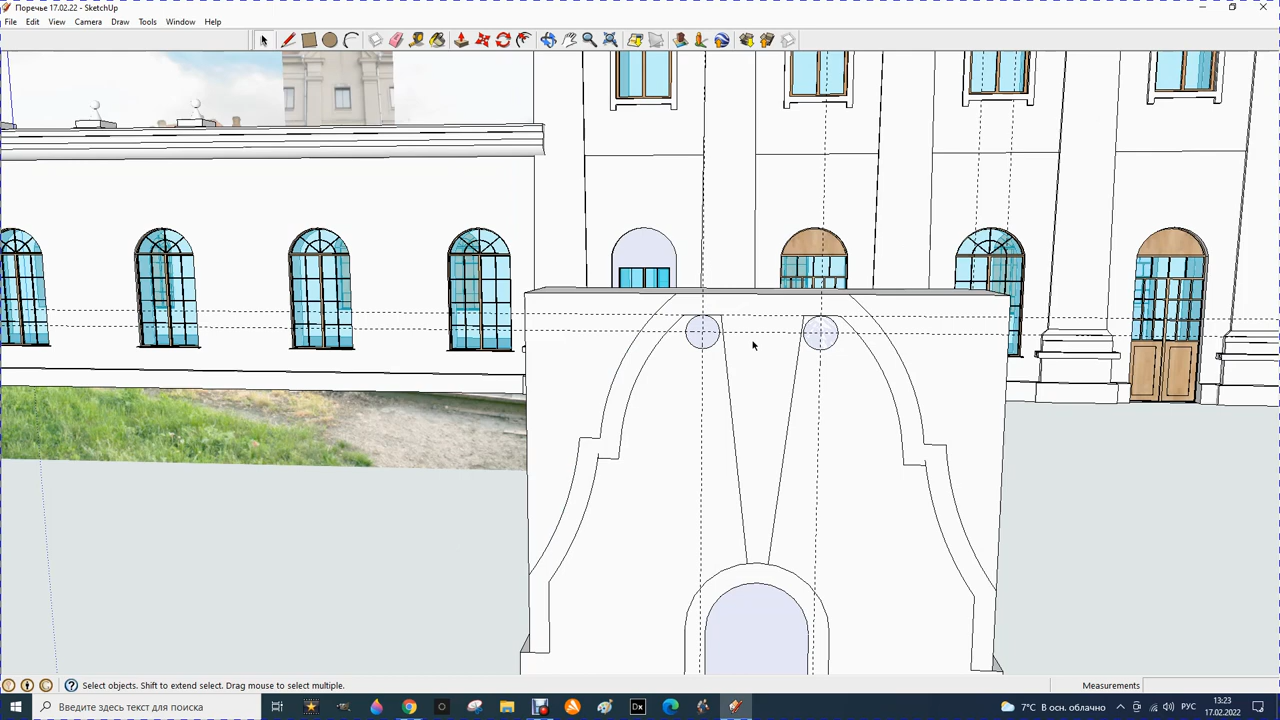 Поречье 17.02.22 - SketchUp
File Edit View Camera Draw Tools Window Help
Select objects. Shift to extend select. Drag mouse to select multiple.
Measurements
Введите здесь текст для поиска
Dx
7°C В осн. облачно
РУС
13:23
17.02.2022